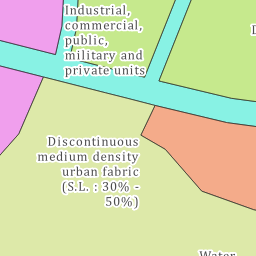 Industrial,
commercial,
public,
military and
private units
D
Discontinuous
medium density
urban fabric
(S.L. : 30% -
50%)
Water